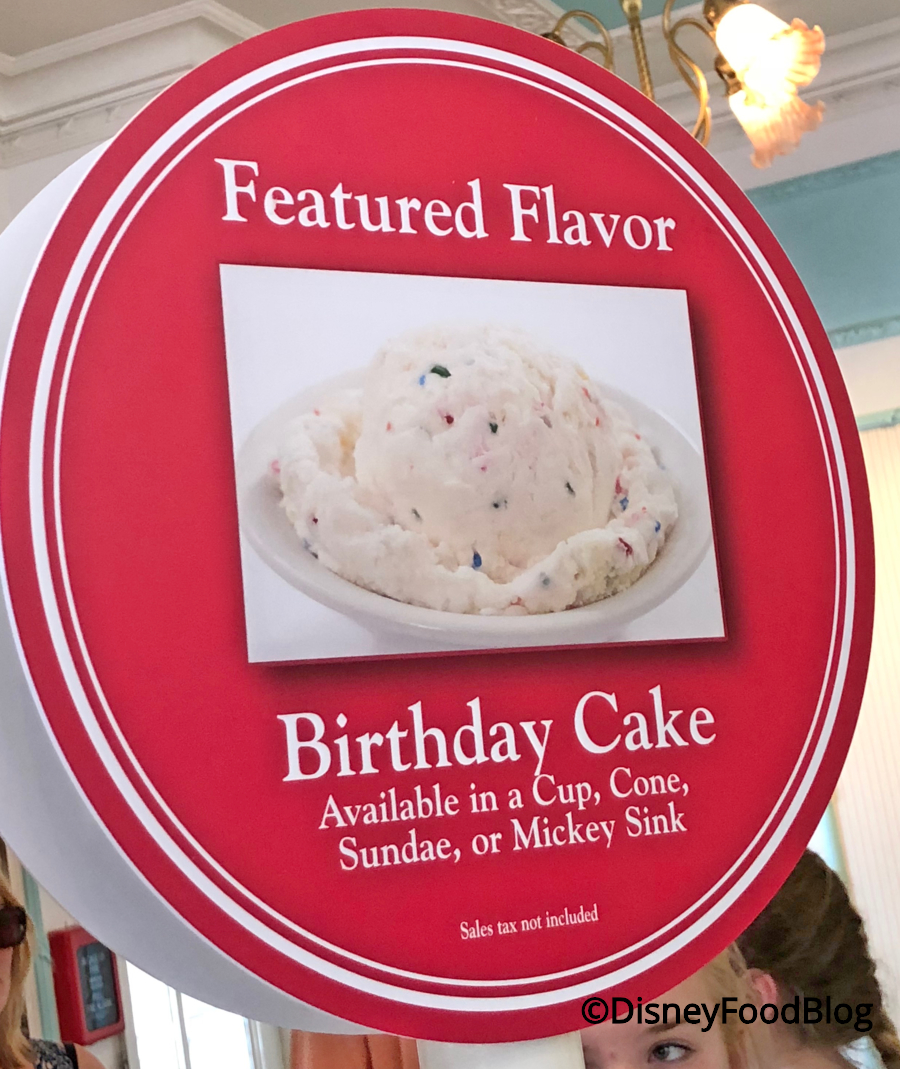 Featured Flavor
Birthday Cake
Available in a Cup, Cone,
Sundae, or Mickey Sink
Sales tax not included
©DisneyFoodBlog